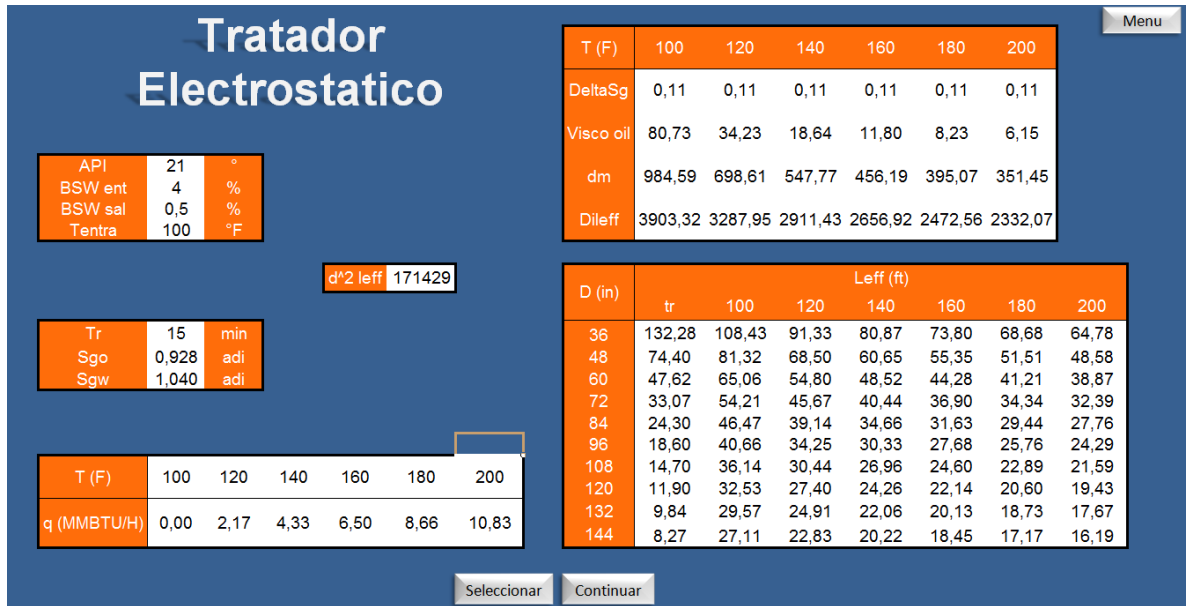 Tratador
Electrostatico
Menu
API 21 °
BSW ent 4 %
BSW sal 0,5 %
Tentra 100 °F
d^2 leff 171429
Tr 15 min
Sgo 0,928 adi
Sgw 1,040 adi
T (F) 100 120 140 160 180 200
q (MMBTU/H) 0,00 2,17 4,33 6,50 8,66 10,83
T (F) 100 120 140 160 180 200
DeltaSg 0,11 0,11 0,11 0,11 0,11 0,11
Visco oil 80,73 34,23 18,64 11,80 8,23 6,15
dm 984,59 698,61 547,77 456,19 395,07 351,45
Dileff 3903,32 3287,95 2911,43 2656,92 2472,56 2332,07
D (in) Leff (ft)
tr 100 120 140 160 180 200
36 132,28 108,43 91,33 80,87 73,80 68,68 64,78
48 74,40 81,32 68,50 60,65 55,35 51,51 48,58
60 47,62 65,06 54,80 48,52 44,28 41,21 38,87
72 33,07 54,21 45,67 40,44 36,90 34,34 32,39
84 24,30 46,47 39,14 34,66 31,63 29,44 27,76
96 18,60 40,66 34,25 30,33 27,68 25,76 24,29
108 14,70 36,14 30,44 26,96 24,60 22,89 21,59
120 11,90 32,53 27,40 24,26 22,14 20,60 19,43
132 9,84 29,57 24,91 22,06 20,13 18,73 17,67
144 8,27 27,11 22,83 20,22 18,45 17,17 16,19
Seleccionar Continuar